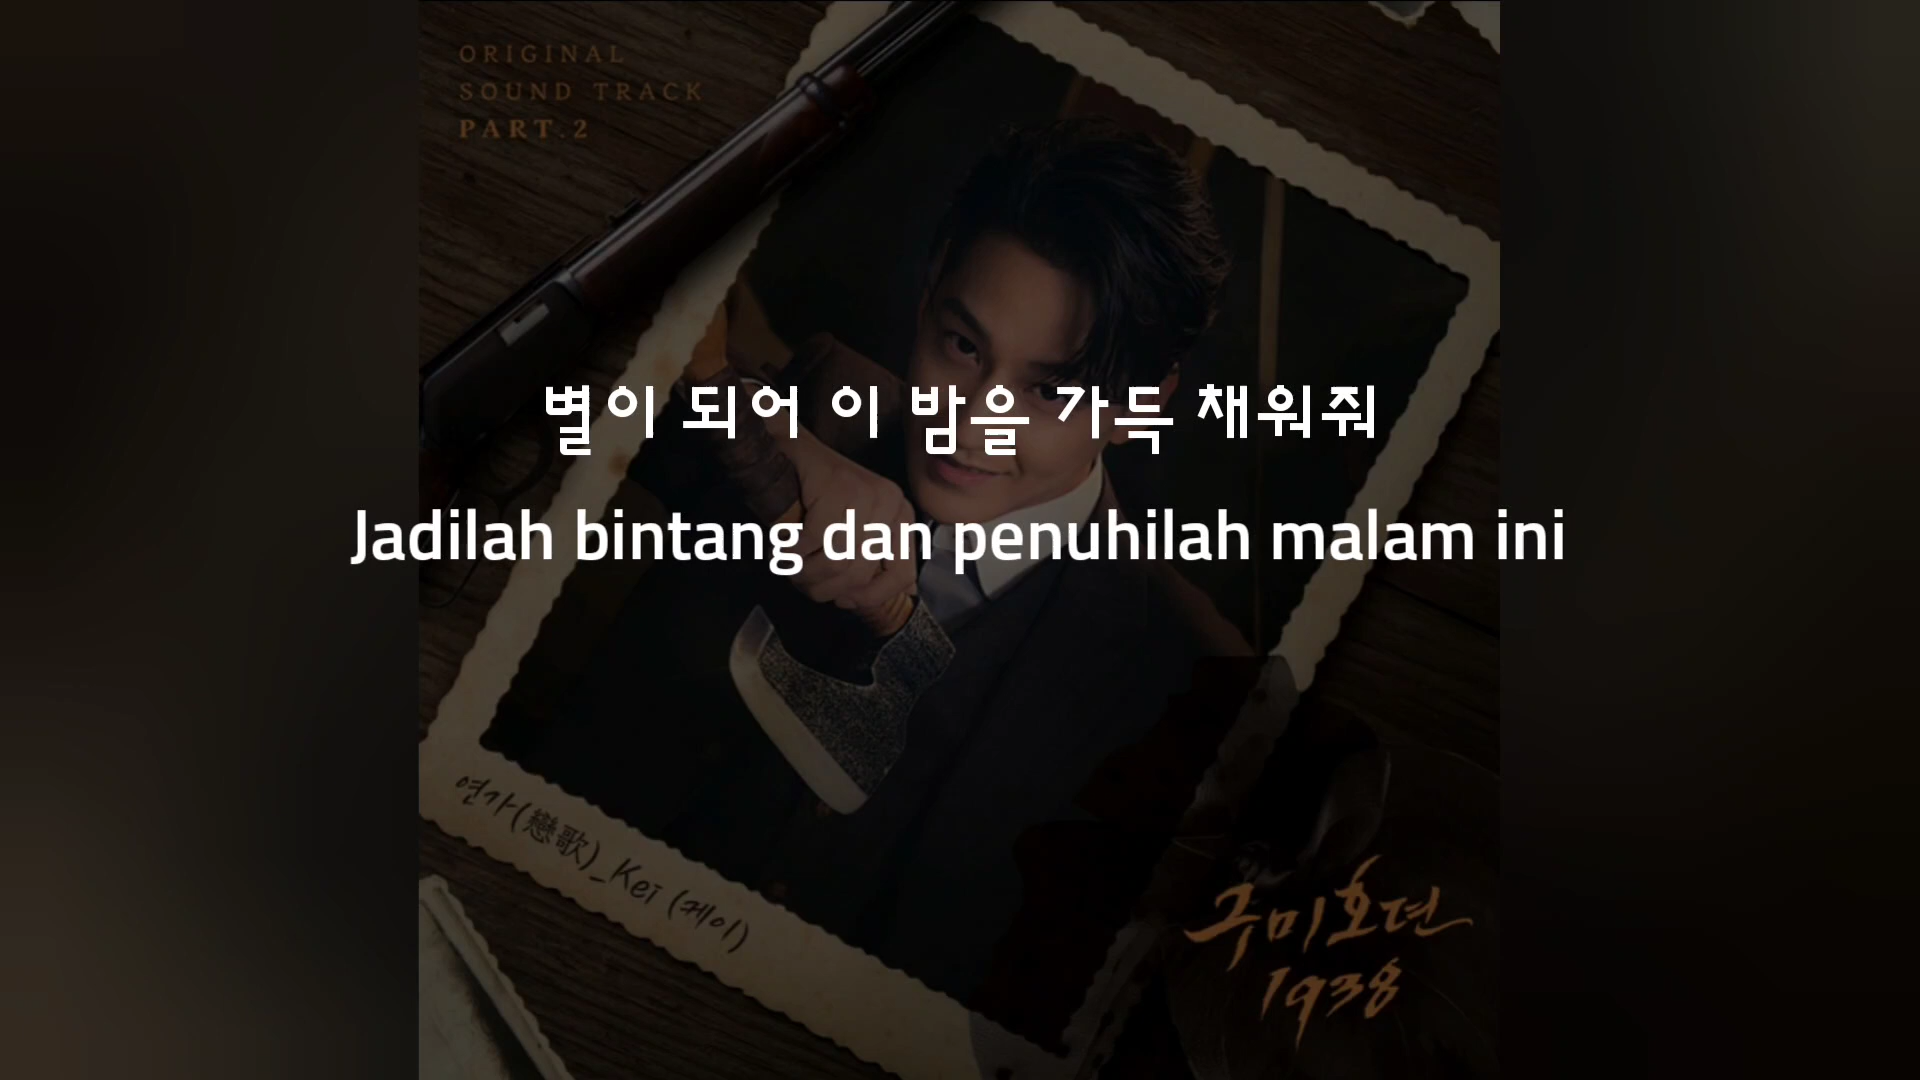 ORIGINAL
SOUND TRACK
PART.2
별이 되어 이 밤을 가득 채워줘
Jadilah bintang dan penuhilah malam ini
연가(戀歌)_Kei (케이)
구미호뎐
1938